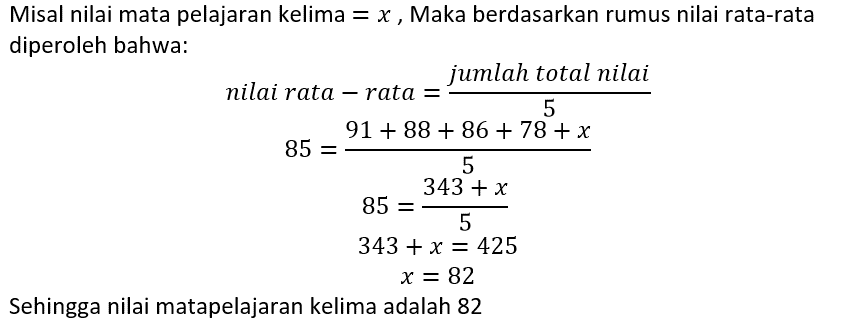 Misal nilai mata pelajaran kelima = x , Maka berdasarkan rumus nilai rata-rata
diperoleh bahwa:
nilai rata − rata = jumlah total nilai / 5
85 = 91 + 88 + 86 + 78 + x / 5
85 = 343 + x / 5
343 + x = 425
x = 82
Sehingga nilai matapelajaran kelima adalah 82